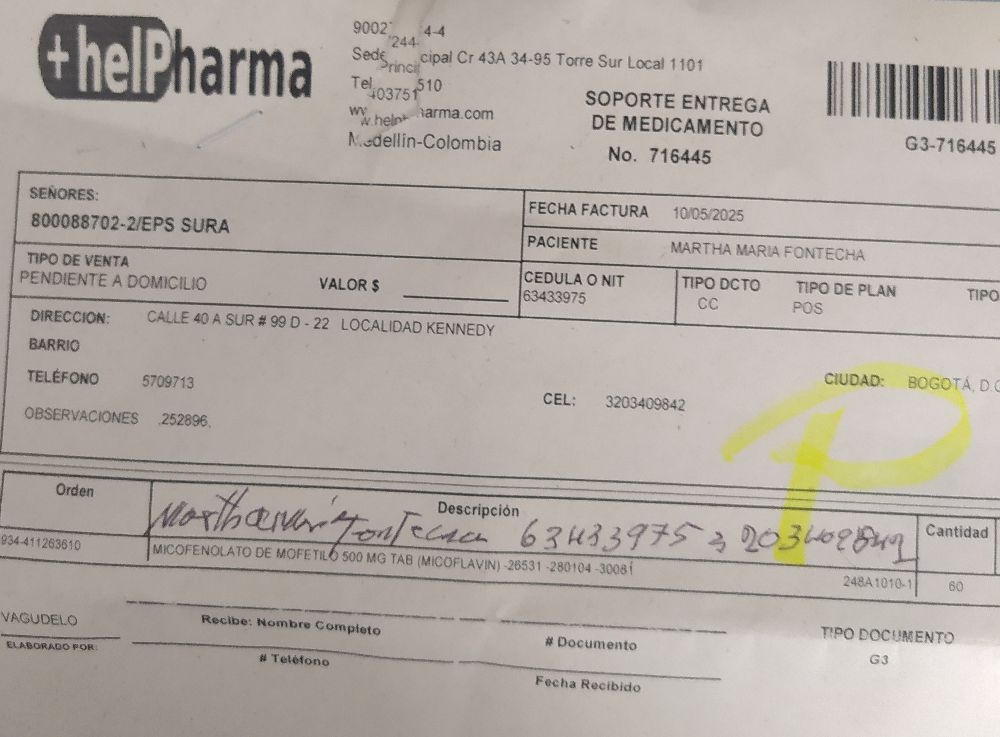 +helPharma
Cr 43A 34-95 Torre Sur Local 1101
Medellín-Colombia
SOPORTE ENTREGA
DE MEDICAMENTO
No. 716445
G3-716445
SEÑORES:
800088702-2/EPS SURA
FECHA FACTURA 10/05/2025
PACIENTE MARTHA MARIA FONTECHA
TIPO DE VENTA
PENDIENTE A DOMICILIO
VALOR $
CEDULA O NIT
63433975
TIPO DCTO
CC
TIPO DE PLAN
POS
TIPO
DIRECCION: CALLE 40 A SUR # 99 D - 22 LOCALIDAD KENNEDY
BARRIO
TELÉFONO 5709713
CEL: 3203409842
CIUDAD: BOGOTÁ, D.C
OBSERVACIONES .252896.
P
Orden
Descripción
Cantidad
Fontecha 63433975
934-411263610
MICOFENOLATO DE MOFETILO 500 MG TAB (MICOFLAVIN) -26531 -280104 -30081
248A1010-1
60
VAGUDELO
ELABORADO POR:
Recibe: Nombre Completo
# Documento
# Teléfono
Fecha Recibido
TIPO DOCUMENTO
G3